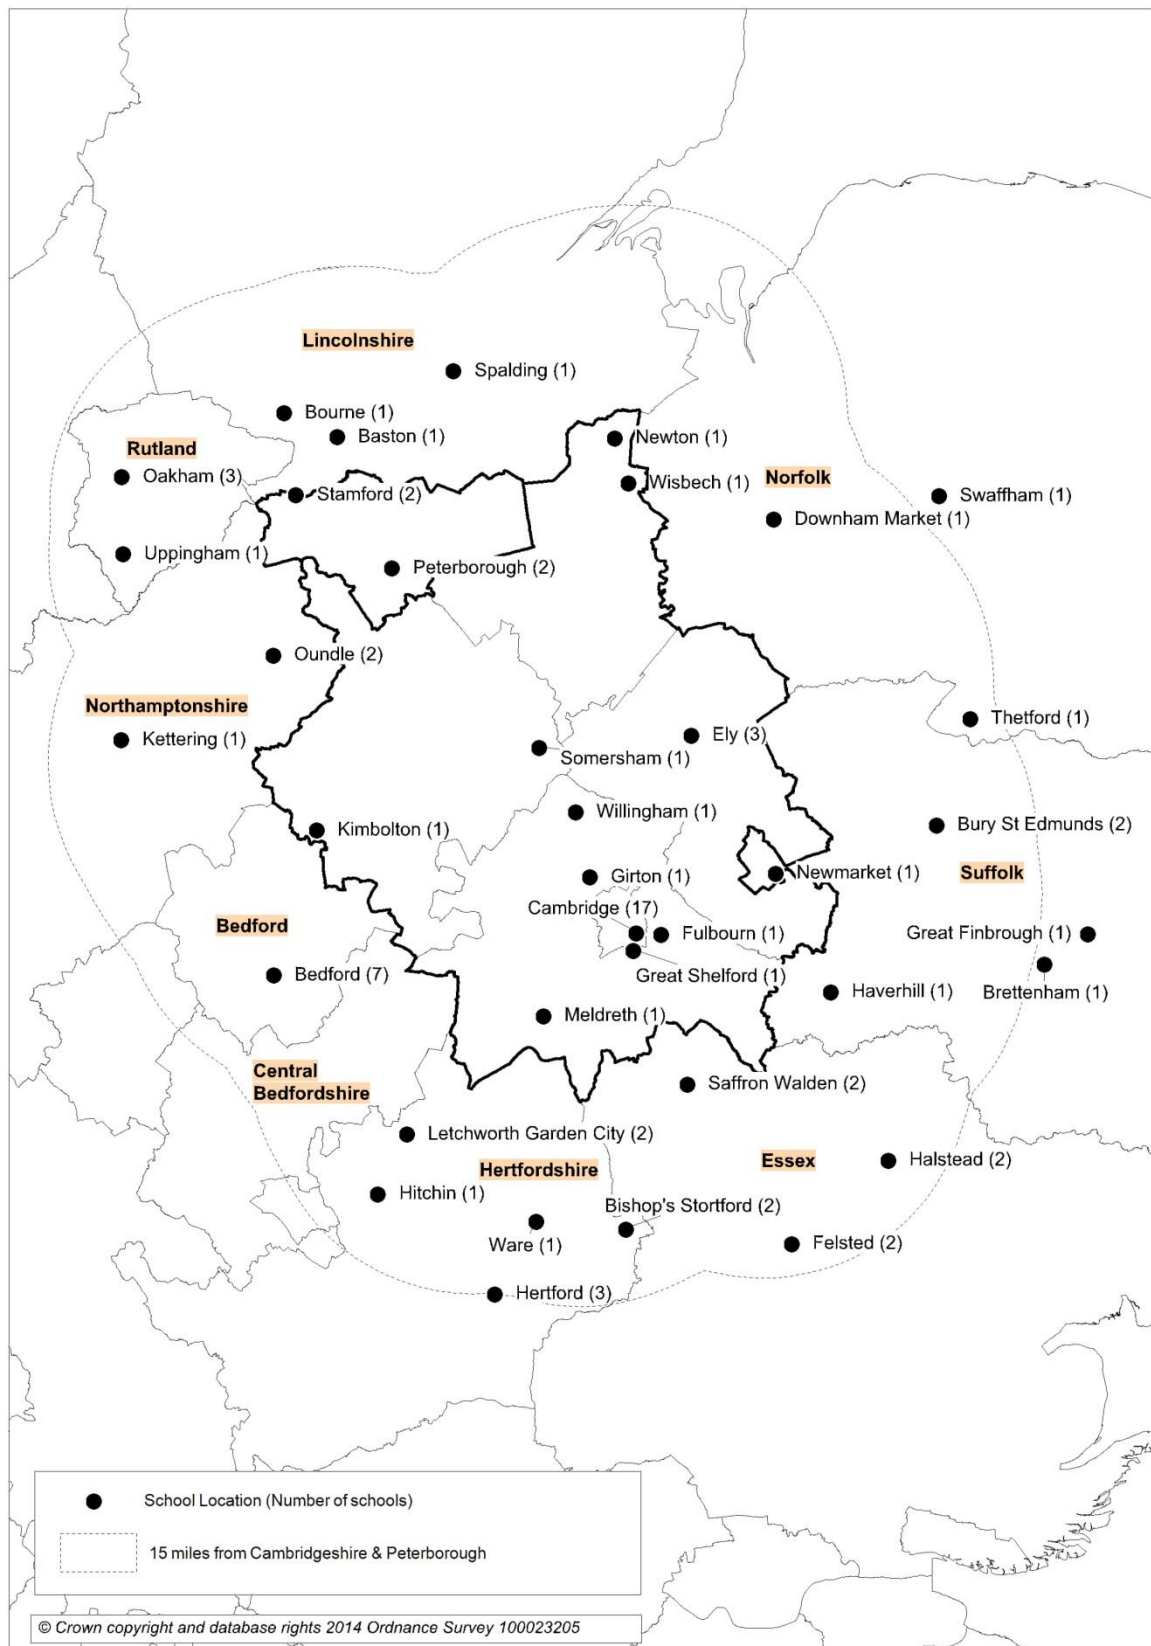 Lincolnshire
Spalding (1)
Bourne (1)
Baston (1)
Newton (1)
Rutland
Oakham (3)
Wisbech (1)
Norfolk
Stamford (2)
Swaffham (1)
Downham Market (1)
Uppingham (1)
Peterborough (2)
Oundle (2)
Northamptonshire
Thetford (1)
Kettering (1)
Ely (3)
Somersham (1)
Willingham (1)
Kimbolton (1)
Bury St Edmunds (2)
Girton (1)
Newmarket (1)
Suffolk
Cambridge (17)
Bedford
Fulbourn (1)
Great Finbrough (1)
Bedford (7)
Great Shelford (1)
Haverhill (1)
Brettenham (1)
Meldreth (1)
Central
Bedfordshire
Saffron Walden (2)
Letchworth Garden City (2)
Hertfordshire
Essex
Halstead (2)
Hitchin (1)
Bishop's Stortford (2)
Ware (1)
Felsted (2)
Hertford (3)
School Location (Number of schools)
15 miles from Cambridgeshire & Peterborough
© Crown copyright and database rights 2014 Ordnance Survey 100023205